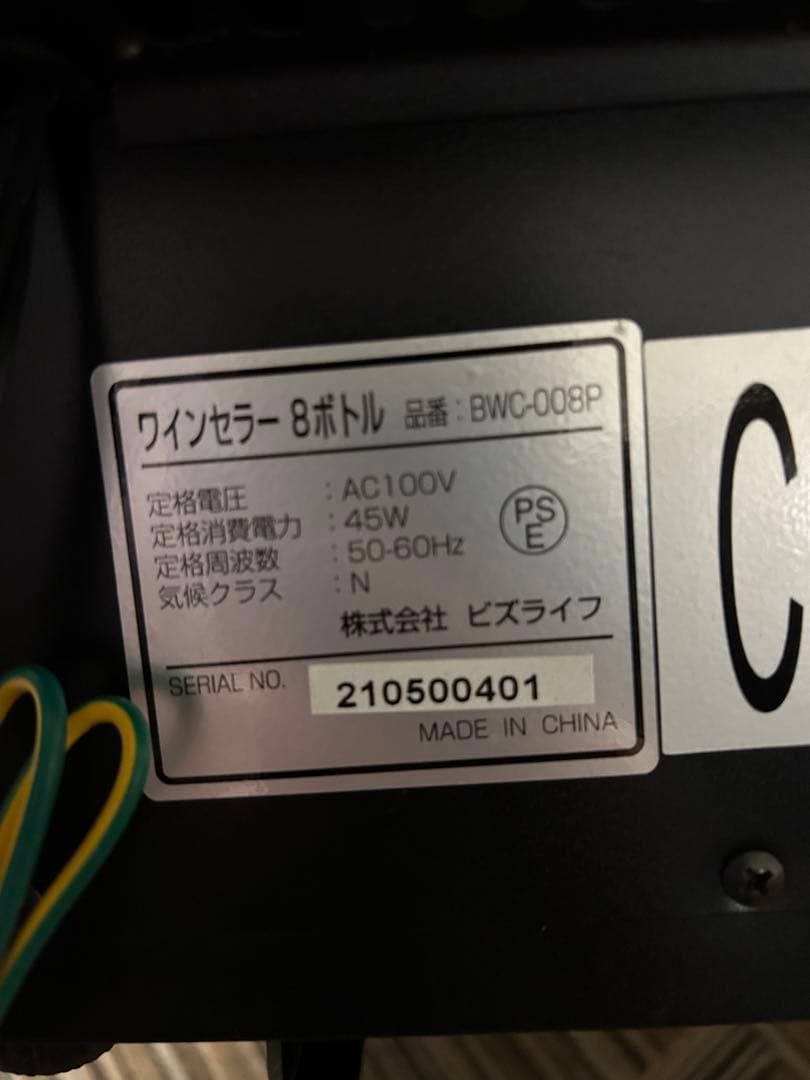 ワインセラー 8ボトル 品番：BWC-008P
定格電圧 ：AC100V
定格消費電力 ：45W
定格周波数 ：50-60Hz
気候クラス ：N
PS
E
株式会社 ビズライフ
SERIAL NO. 210500401
MADE IN CHINA
C